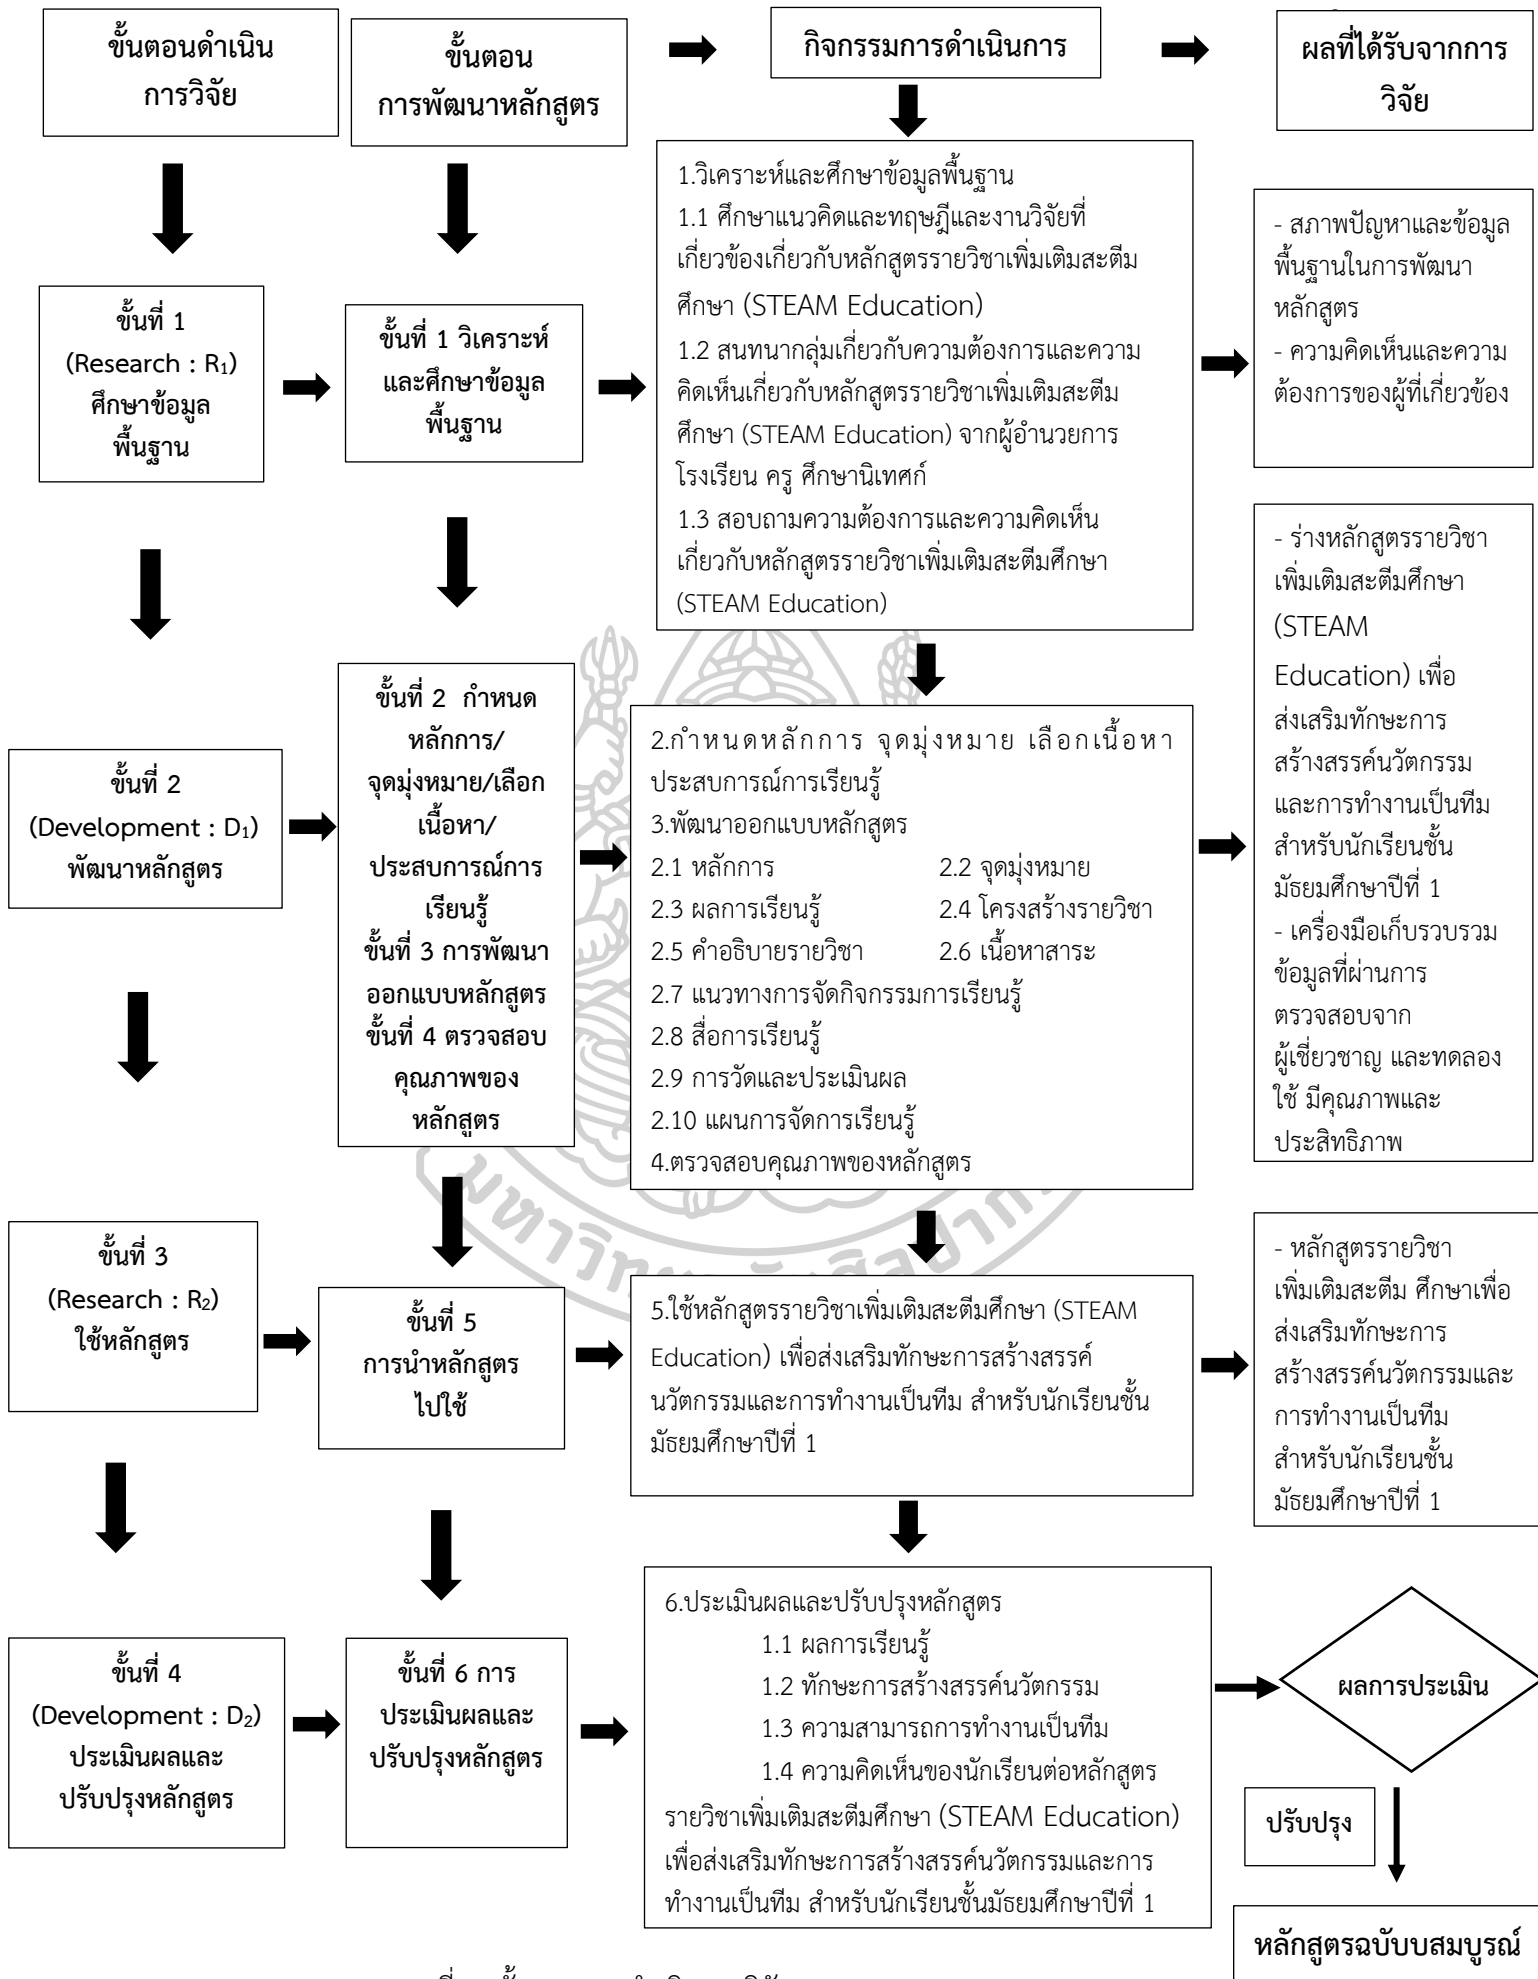 ขั้นตอนดำเนิน
การวิจัย
ขั้นตอน
การพัฒนาหลักสูตร
กิจกรรมการดำเนินการ
ผลที่ได้รับจากการ
วิจัย
ขั้นที่ 1
(Research : R1)
ศึกษาข้อมูล
พื้นฐาน
ขั้นที่ 1 วิเคราะห์
และศึกษาข้อมูล
พื้นฐาน
1.วิเคราะห์และศึกษาข้อมูลพื้นฐาน
1.1 ศึกษาแนวคิดและทฤษฎีและงานวิจัยที่
เกี่ยวข้องเกี่ยวกับหลักสูตรรายวิชาเพิ่มเติมสะตีม
ศึกษา (STEAM Education)
1.2 สนทนากลุ่มเกี่ยวกับความต้องการและความ
คิดเห็นเกี่ยวกับหลักสูตรรายวิชาเพิ่มเติมสะตีม
ศึกษา (STEAM Education) จากผู้อำนวยการ
โรงเรียน ครู ศึกษานิเทศก์
1.3 สอบถามความต้องการและความคิดเห็น
เกี่ยวกับหลักสูตรรายวิชาเพิ่มเติมสะตีมศึกษา
(STEAM Education)
- สภาพปัญหาและข้อมูล
พื้นฐานในการพัฒนา
หลักสูตร
- ความคิดเห็นและความ
ต้องการของผู้ที่เกี่ยวข้อง
ขั้นที่ 2
(Development : D1)
พัฒนาหลักสูตร
ขั้นที่ 2 กำหนด
หลักการ/
จุดมุ่งหมาย/เลือก
เนื้อหา/
ประสบการณ์การ
เรียนรู้
ขั้นที่ 3 การพัฒนา
ออกแบบหลักสูตร
ขั้นที่ 4 ตรวจสอบ
คุณภาพของ
หลักสูตร
2.กำหนดหลักการ จุดมุ่งหมาย เลือกเนื้อหา
ประสบการณ์การเรียนรู้
3.พัฒนาออกแบบหลักสูตร
2.1 หลักการ 2.2 จุดมุ่งหมาย
2.3 ผลการเรียนรู้ 2.4 โครงสร้างรายวิชา
2.5 คำอธิบายรายวิชา 2.6 เนื้อหาสาระ
2.7 แนวทางการจัดกิจกรรมการเรียนรู้
2.8 สื่อการเรียนรู้
2.9 การวัดและประเมินผล
2.10 แผนการจัดการเรียนรู้
4.ตรวจสอบคุณภาพของหลักสูตร
- ร่างหลักสูตรรายวิชา
เพิ่มเติมสะตีมศึกษา
(STEAM
Education) เพื่อ
ส่งเสริมทักษะการ
สร้างสรรค์นวัตกรรม
และการทำงานเป็นทีม
สำหรับนักเรียนชั้น
มัธยมศึกษาปีที่ 1
- เครื่องมือเก็บรวบรวม
ข้อมูลที่ผ่านการ
ตรวจสอบจาก
ผู้เชี่ยวชาญ และทดลอง
ใช้ มีคุณภาพและ
ประสิทธิภาพ
ขั้นที่ 3
(Research : R2)
ใช้หลักสูตร
ขั้นที่ 5
การนำหลักสูตร
ไปใช้
5.ใช้หลักสูตรรายวิชาเพิ่มเติมสะตีมศึกษา (STEAM
Education) เพื่อส่งเสริมทักษะการสร้างสรรค์
นวัตกรรมและการทำงานเป็นทีม สำหรับนักเรียนชั้น
มัธยมศึกษาปีที่ 1
- หลักสูตรรายวิชา
เพิ่มเติมสะตีม ศึกษาเพื่อ
ส่งเสริมทักษะการ
สร้างสรรค์นวัตกรรมและ
การทำงานเป็นทีม
สำหรับนักเรียนชั้น
มัธยมศึกษาปีที่ 1
ขั้นที่ 4
(Development : D2)
ประเมินผลและ
ปรับปรุงหลักสูตร
ขั้นที่ 6 การ
ประเมินผลและ
ปรับปรุงหลักสูตร
6.ประเมินผลและปรับปรุงหลักสูตร
1.1 ผลการเรียนรู้
1.2 ทักษะการสร้างสรรค์นวัตกรรม
1.3 ความสามารถการทำงานเป็นทีม
1.4 ความคิดเห็นของนักเรียนต่อหลักสูตร
รายวิชาเพิ่มเติมสะตีมศึกษา (STEAM Education)
เพื่อส่งเสริมทักษะการสร้างสรรค์นวัตกรรมและการ
ทำงานเป็นทีม สำหรับนักเรียนชั้นมัธยมศึกษาปีที่ 1
ผลการประเมิน
ปรับปรุง
หลักสูตรฉบับบสมบูรณ์